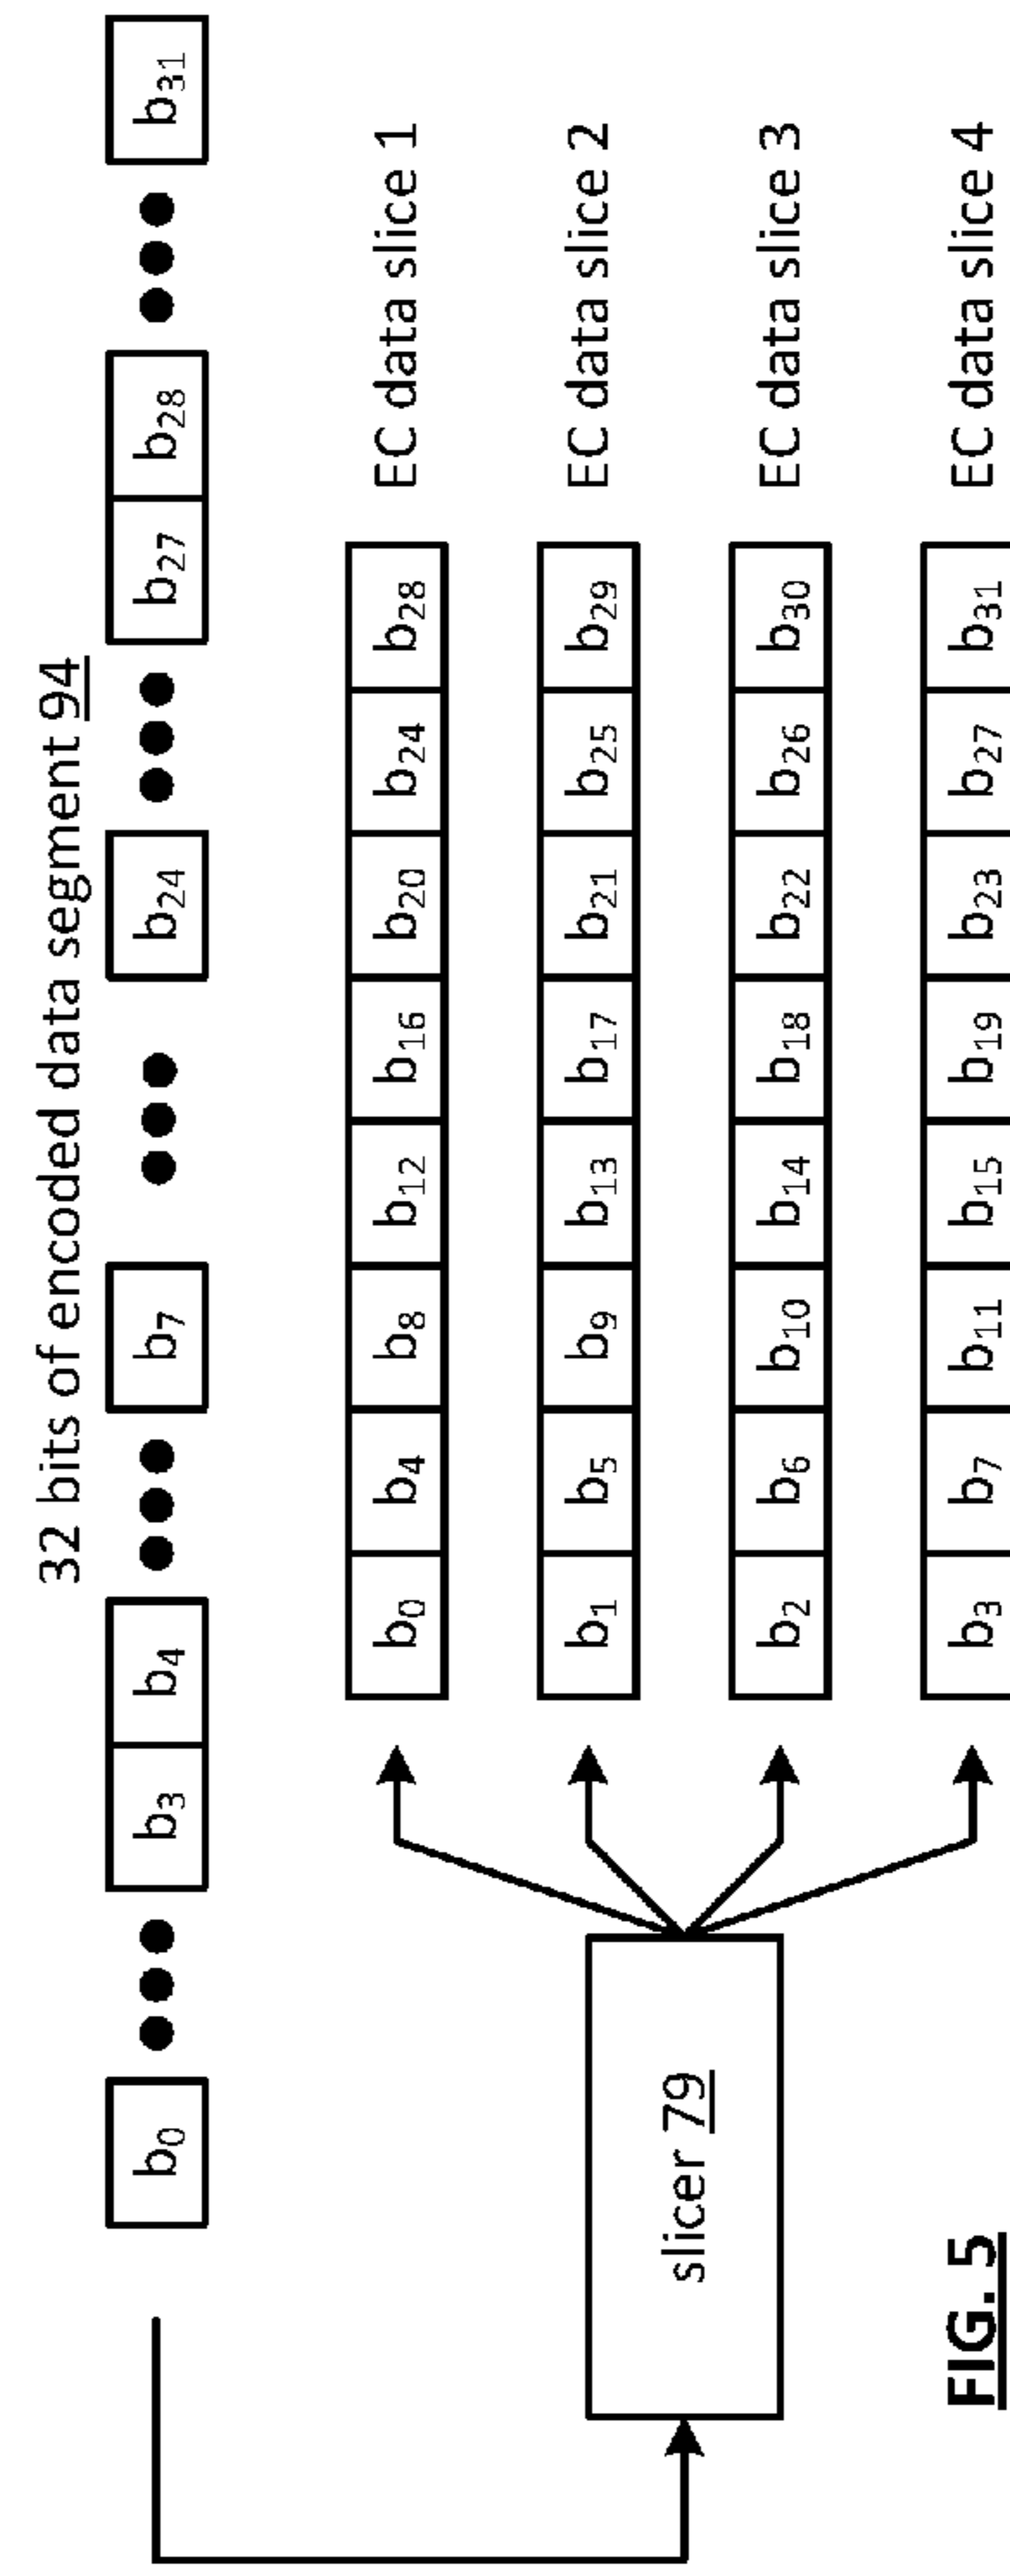 32 bits of encoded data segment 94
b0 ••• b3 b4 ••• b7 ••• b24 ••• b27 b28 ••• b31
b0 b4 b8 b12 b16 b20 b24 b28 EC data slice 1
b1 b5 b9 b13 b17 b21 b25 b29 EC data slice 2
slicer 79
b2 b6 b10 b14 b18 b22 b26 b30 EC data slice 3
b3 b7 b11 b15 b19 b23 b27 b31 EC data slice 4
FIG. 5